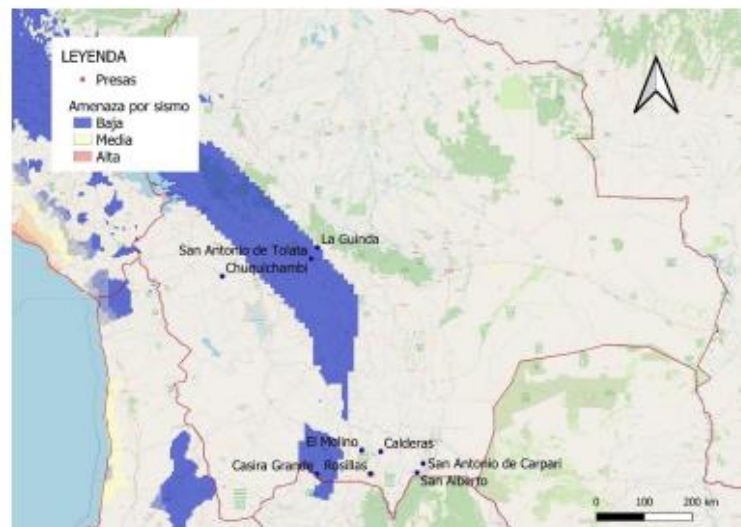 LEYENDA
Presas
Amenaza por sismo
Baja
Media
Alta
La Guinda
San Antonio de Tolata
Chuquichambi
El Molino
Calderas
Casira Grande
Rosillas
San Antonio de Carpari
San Alberto
0 100 200 km